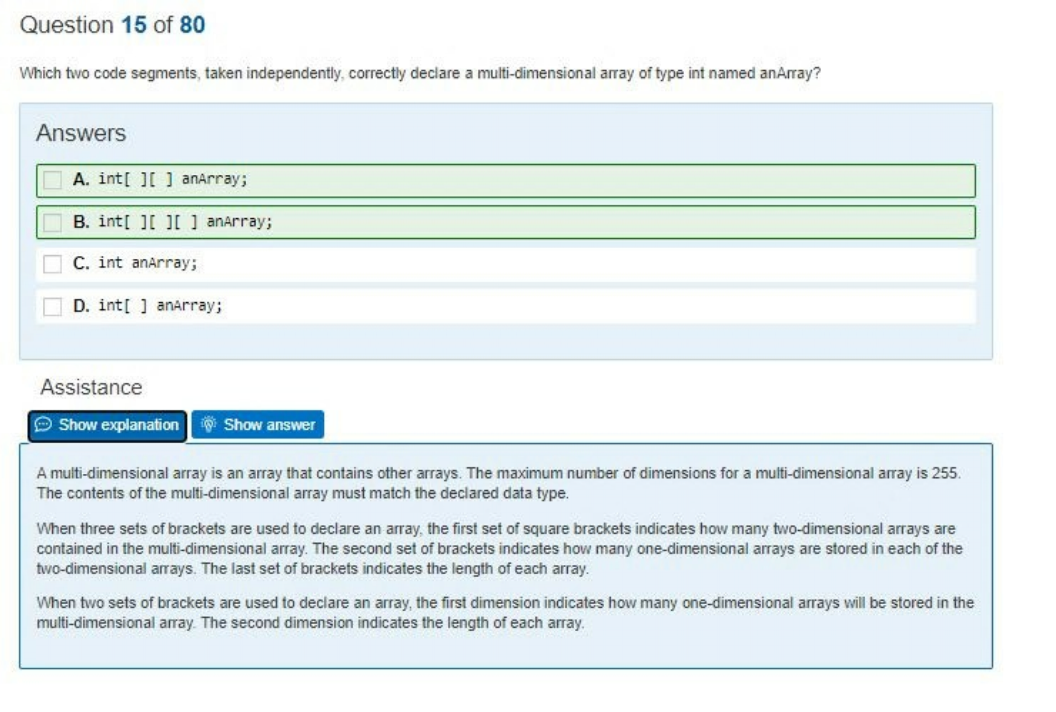 Question 15 of 80
Which two code segments, taken independently, correctly declare a multi-dimensional array of type int named anArray?
Answers
A. int[ ][ ] anArray;
B. int[ ][ ][ ] anArray;
C. int anArray;
D. int[ ] anArray;
Assistance
Show explanation Show answer
A multi-dimensional array is an array that contains other arrays. The maximum number of dimensions for a multi-dimensional array is 255.
The contents of the multi-dimensional array must match the declared data type.
When three sets of brackets are used to declare an array, the first set of square brackets indicates how many two-dimensional arrays are
contained in the multi-dimensional array. The second set of brackets indicates how many one-dimensional arrays are stored in each of the
two-dimensional arrays. The last set of brackets indicates the length of each array.
When two sets of brackets are used to declare an array, the first dimension indicates how many one-dimensional arrays will be stored in the
multi-dimensional array. The second dimension indicates the length of each array.